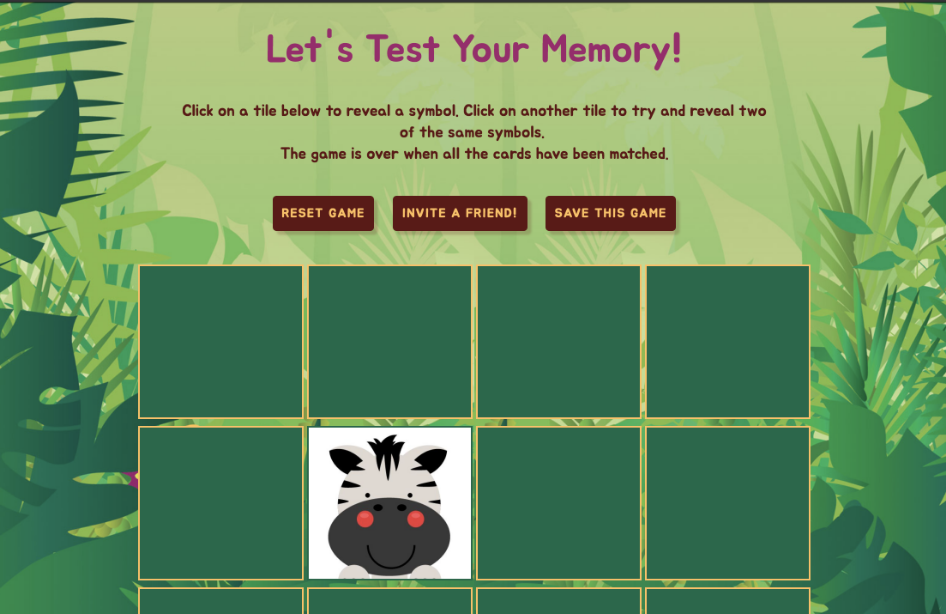 Let's Test Your Memory!
Click on a tile below to reveal a symbol. Click on another tile to try and reveal two
of the same symbols.
The game is over when all the cards have been matched.
RESET GAME
INVITE A FRIEND!
SAVE THIS GAME